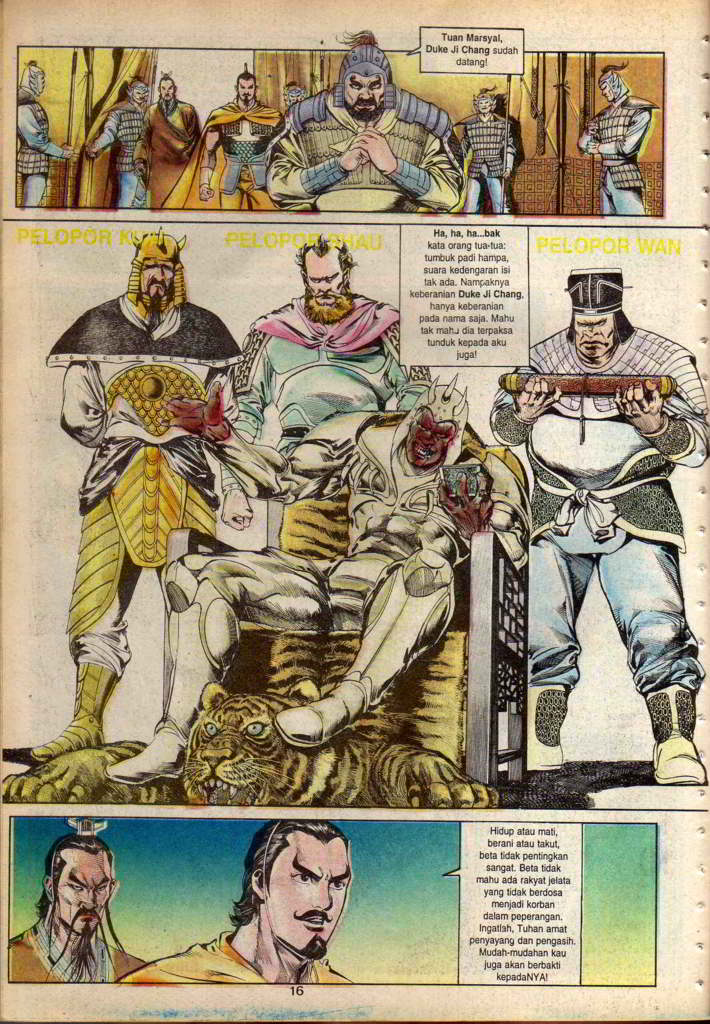 Tuan Marsyal,
Duke Ji Chang sudah
datang!
PELOPOR
PELOPOR
PELOPOR WAN
Ha, ha, ha...bak
kata orang tua-tua:
tumbuk padi hampa,
suara kedengaran isi
tak ada. Nampaknya
keberanian Duke Ji Chang,
hanya keberanian
pada nama saja. Mahu
tak mahu dia terpaksa
tunduk kepada aku
juga!
Hidup atau mati,
berani atau takut,
beta tidak pentingkan
sangat. Beta tidak
mahu ada rakyat jelata
yang tidak berdosa
menjadi korban
dalam peperangan.
Ingatlah, Tuhan amat
penyayang dan pengasih.
Mudah-mudahan kau
juga akan berbakti
kepadaNYA!
16